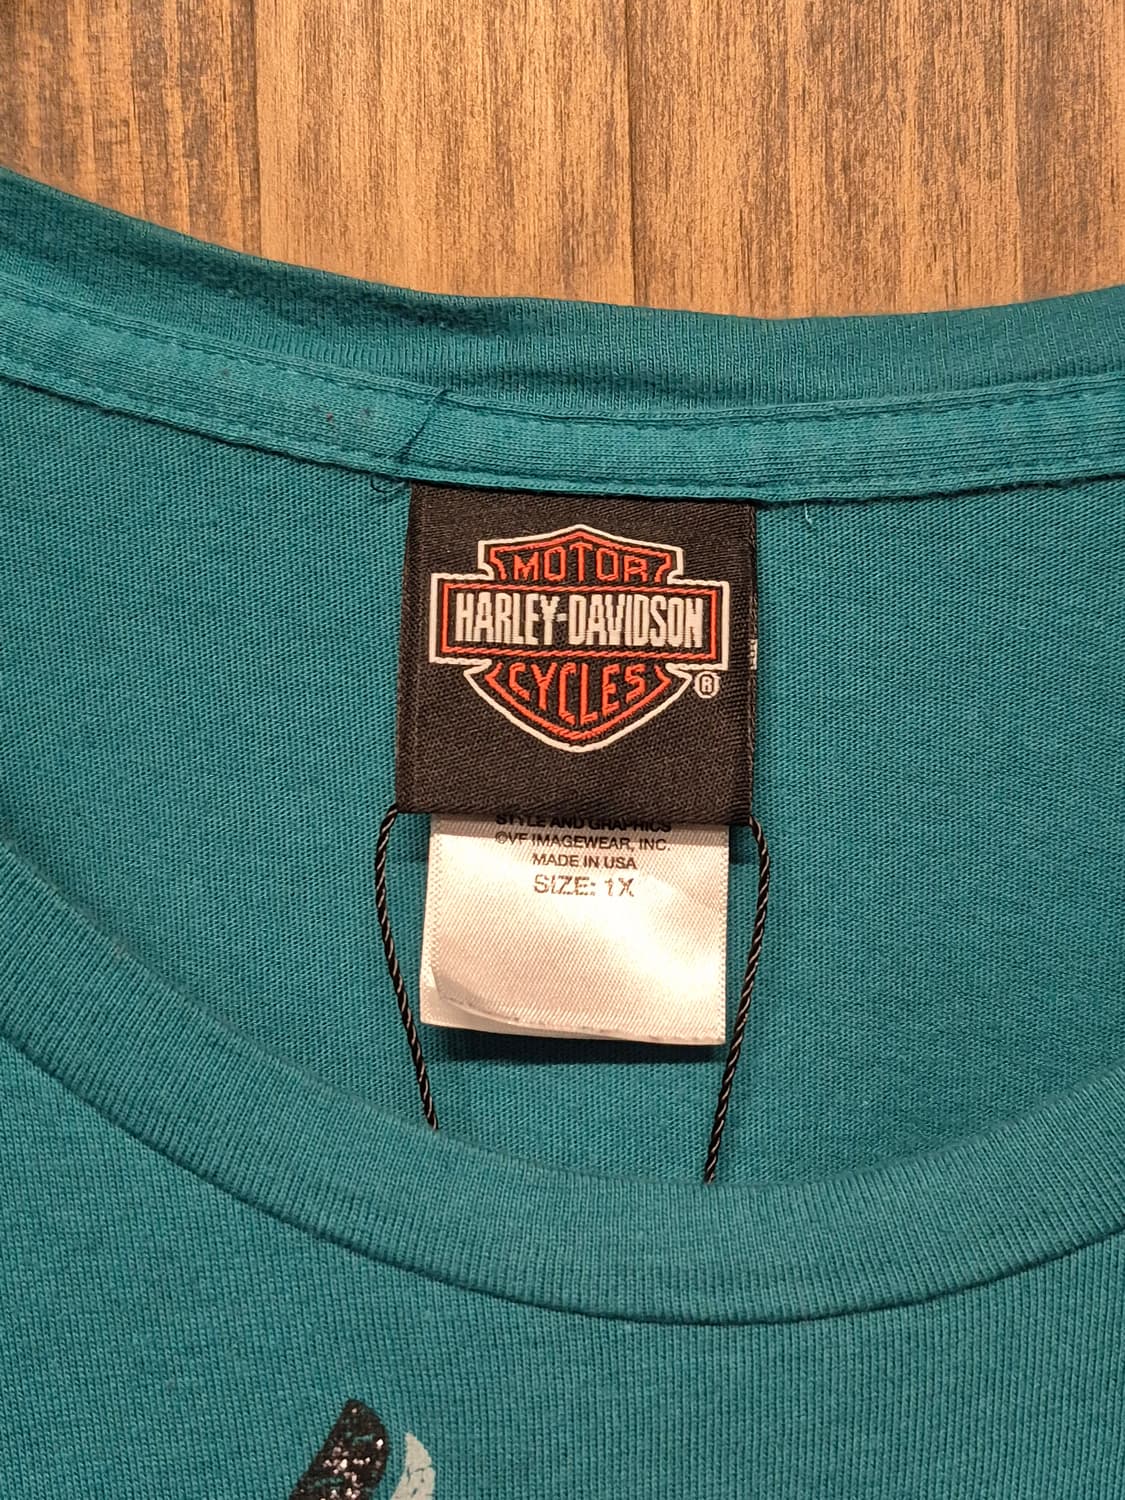 MOTOR
HARLEY-DAVIDSON
CYCLES
®
STYLE AND GRAPHICS
©VF IMAGEWEAR, INC.
MADE IN USA
SIZE: 1X